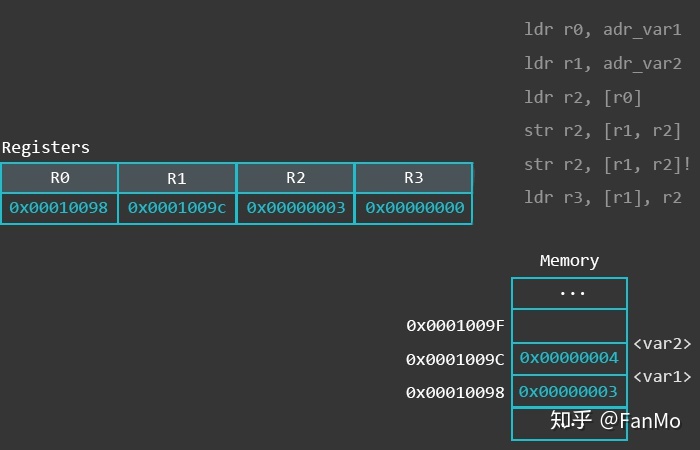 ldr r0, adr_var1
ldr r1, adr_var2
ldr r2, [r0]
str r2, [r1, r2]
str r2, [r1, r2]!
ldr r3, [r1], r2
Registers
R0 R1 R2 R3
0x00010098 0x0001009c 0x00000003 0x00000000
Memory
...
0x0001009F
<var2>
0x0001009C 0x00000004
<var1>
0x00010098 0x00000003
...
知乎 @FanMo